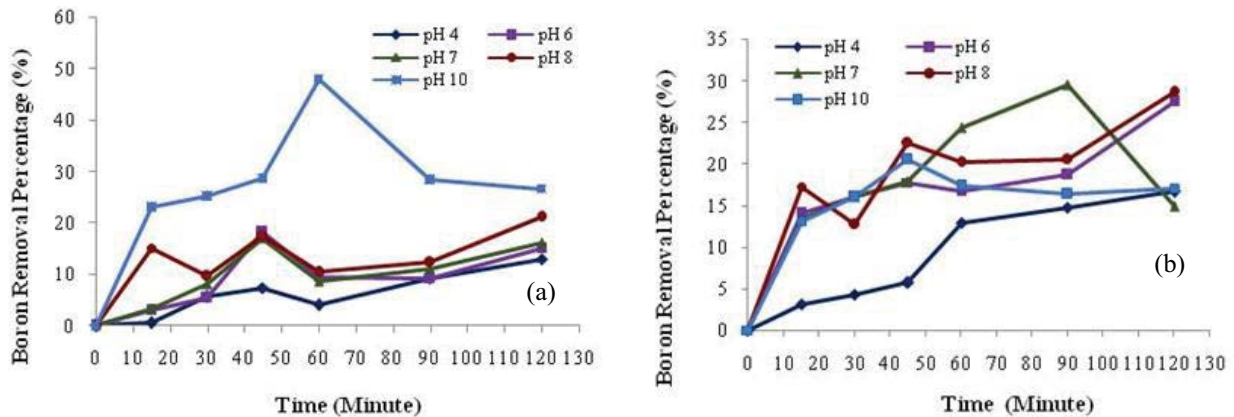 60
50
40
30
20
10
0
Boron Removal Percentage (%)
pH 4 pH 6
pH 7 pH 8
pH 10
(a)
0 10 20 30 40 50 60 70 80 90 100 110 120 130
Time (Minute)
35
30
25
20
15
10
5
0
Boron Removal Percentage (%)
pH 4 pH 6
pH 7 pH 8
pH 10
(b)
0 10 20 30 40 50 60 70 80 90 100 110 120 130
Time (Minute)